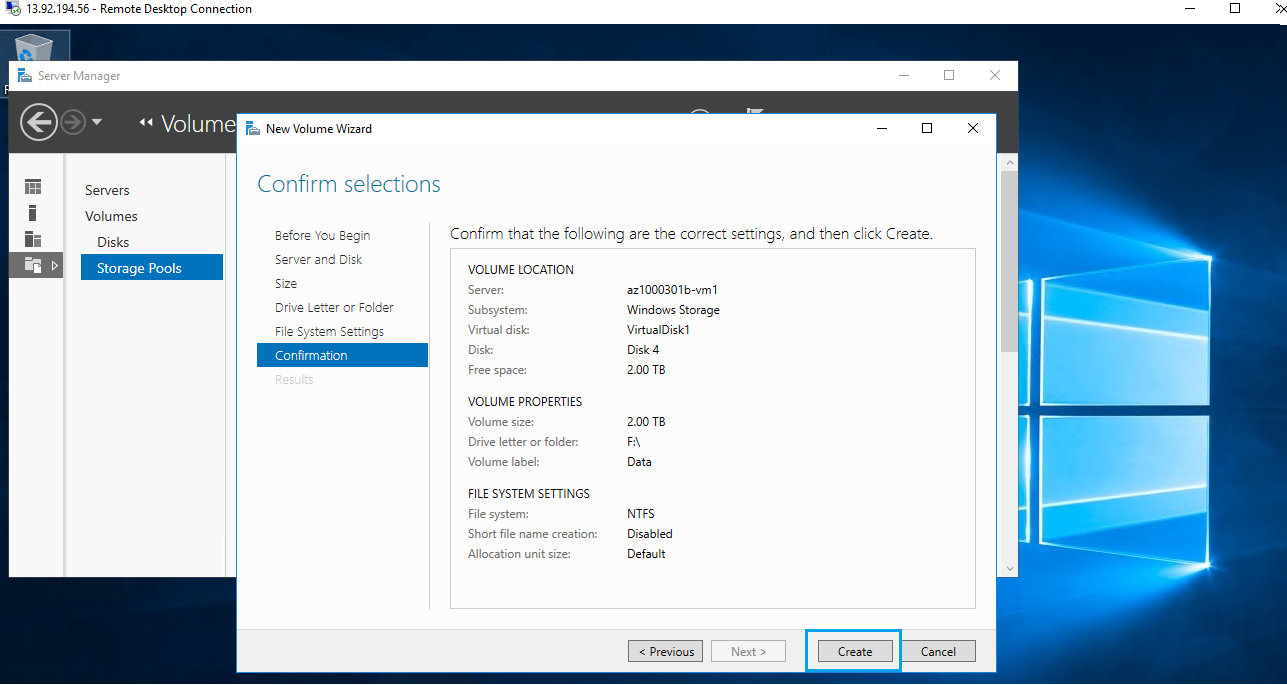 13.92.194.56 - Remote Desktop Connection
Server Manager
Volume
New Volume Wizard
Servers
Volumes
Disks
Storage Pools
Confirm selections
Before You Begin
Server and Disk
Size
Drive Letter or Folder
File System Settings
Confirmation
Results
Confirm that the following are the correct settings, and then click Create.
VOLUME LOCATION
Server: az1000301b-vm1
Subsystem: Windows Storage
Virtual disk: VirtualDisk1
Disk: Disk 4
Free space: 2.00 TB
VOLUME PROPERTIES
Volume size: 2.00 TB
Drive letter or folder: F:\
Volume label: Data
FILE SYSTEM SETTINGS
File system: NTFS
Short file name creation: Disabled
Allocation unit size: Default
< Previous Next > Create Cancel